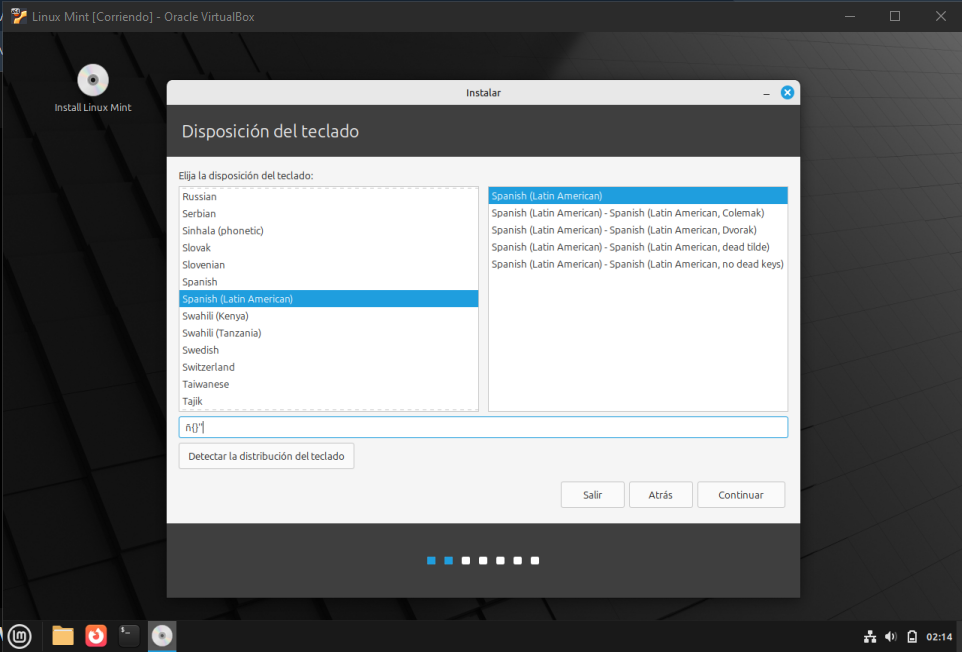 Linux Mint [Corriendo] - Oracle VirtualBox
Install Linux Mint
Instalar
Disposición del teclado
Elija la disposición del teclado:
Russian
Serbian
Sinhala (phonetic)
Slovak
Slovenian
Spanish
Spanish (Latin American)
Swahili (Kenya)
Swahili (Tanzania)
Swedish
Switzerland
Taiwanese
Tajik
Spanish (Latin American)
Spanish (Latin American) - Spanish (Latin American, Colemak)
Spanish (Latin American) - Spanish (Latin American, Dvorak)
Spanish (Latin American) - Spanish (Latin American, dead tilde)
Spanish (Latin American) - Spanish (Latin American, no dead keys)
ñ{}"
Detectar la distribución del teclado
Salir
Atrás
Continuar
02:14